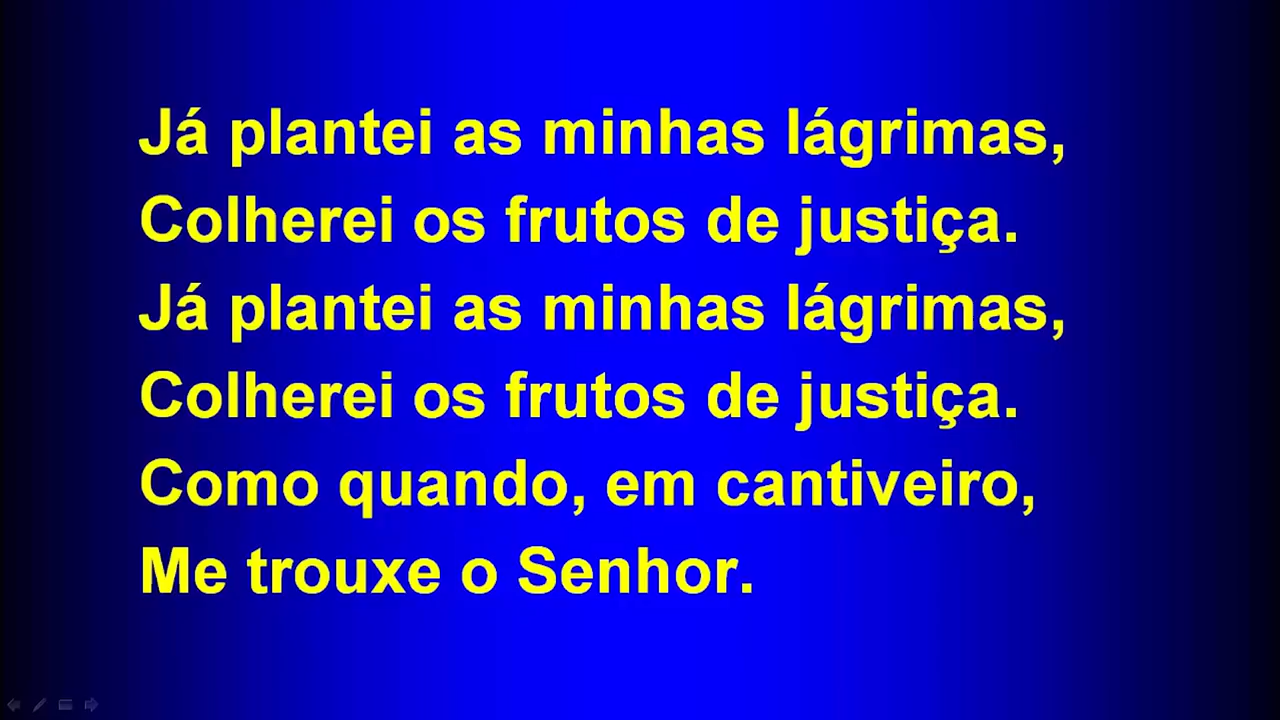 Já plantei as minhas lágrimas,
Colherei os frutos de justiça.
Já plantei as minhas lágrimas,
Colherei os frutos de justiça.
Como quando, em cantiveiro,
Me trouxe o Senhor.